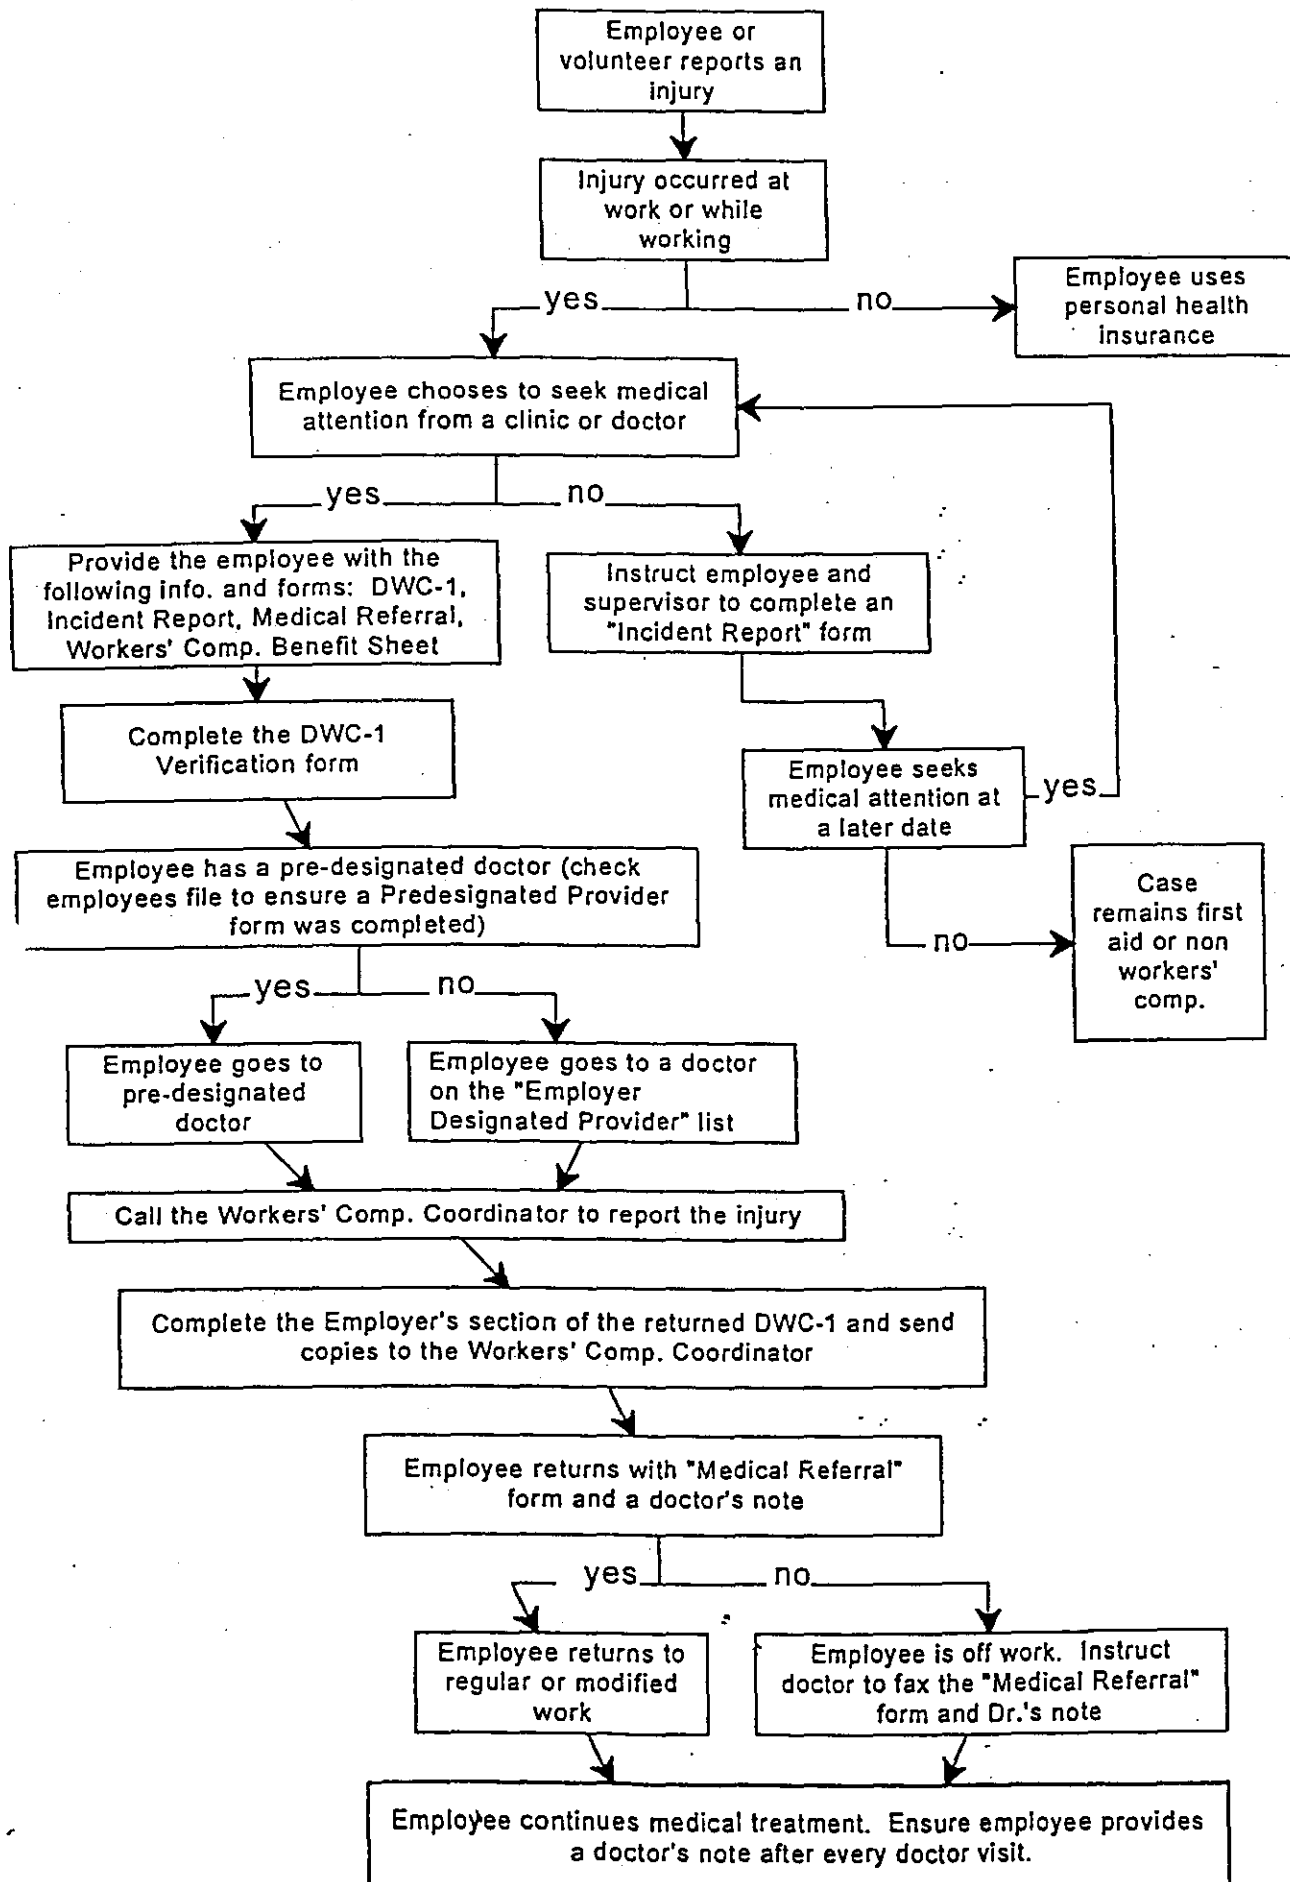 Employee or
volunteer reports an
injury
Injury occurred at
work or while
working
yes
no
Employee uses
personal health
insurance
Employee chooses to seek medical
attention from a clinic or doctor
yes
no
Provide the employee with the
following info. and forms: DWC-1,
Incident Report, Medical Referral,
Workers' Comp. Benefit Sheet
Instruct employee and
supervisor to complete an
"Incident Report" form
Complete the DWC-1
Verification form
Employee seeks
medical attention at
a later date
yes
Employee has a pre-designated doctor (check
employees file to ensure a Predesignated Provider
form was completed)
no
Case
remains first
aid or non
workers'
comp.
yes
no
Employee goes to
pre-designated
doctor
Employee goes to a doctor
on the "Employer
Designated Provider" list
Call the Workers' Comp. Coordinator to report the injury
Complete the Employer's section of the returned DWC-1 and send
copies to the Workers' Comp. Coordinator
Employee returns with "Medical Referral"
form and a doctor's note
yes
no
Employee returns to
regular or modified
work
Employee is off work. Instruct
doctor to fax the "Medical Referral"
form and Dr.'s note
Employee continues medical treatment. Ensure employee provides
a doctor's note after every doctor visit.